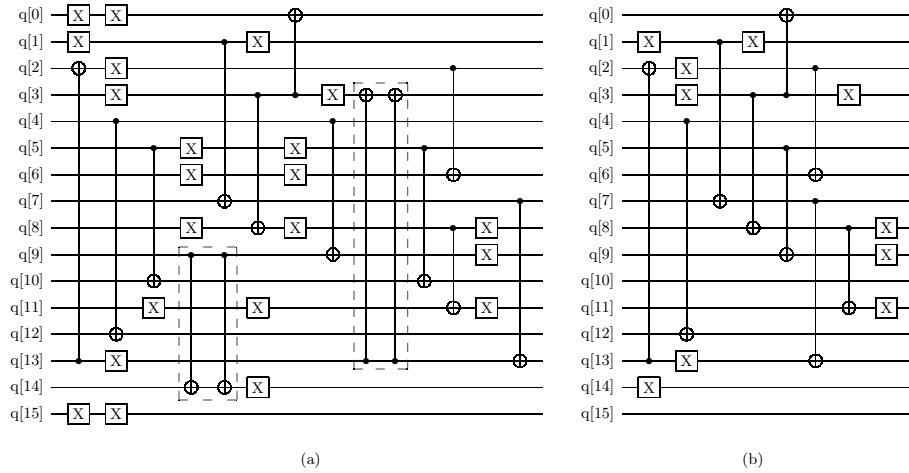 q[0] X X q[0]
q[1] X X q[1] X X
q[2] X q[2] X
q[3] X X q[3] X X
q[4] q[4]
q[5] X X q[5]
q[6] X X q[6]
q[7] q[7]
q[8] X X X q[8] X
q[9] X q[9] X
q[10] q[10]
q[11] X X X q[11] X
q[12] q[12]
q[13] X q[13] X
q[14] X q[14] X
q[15] X X q[15]
(a) (b)